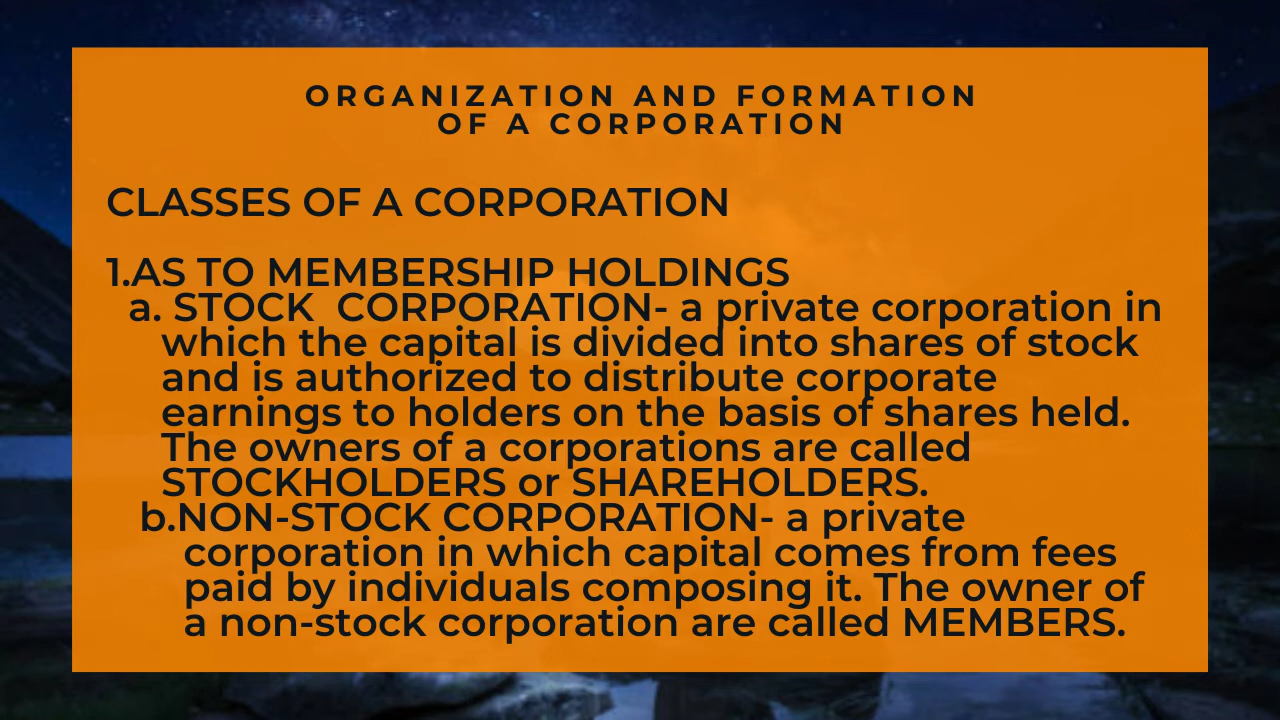 ORGANIZATION AND FORMATION
OF A CORPORATION
CLASSES OF A CORPORATION
1.AS TO MEMBERSHIP HOLDINGS
a. STOCK  CORPORATION- a private corporation in
which the capital is divided into shares of stock
and is authorized to distribute corporate
earnings to holders on the basis of shares held.
The owners of a corporations are called
STOCKHOLDERS or SHAREHOLDERS.
b.NON-STOCK CORPORATION- a private
corporation in which capital comes from fees
paid by individuals composing it. The owner of
a non-stock corporation are called MEMBERS.